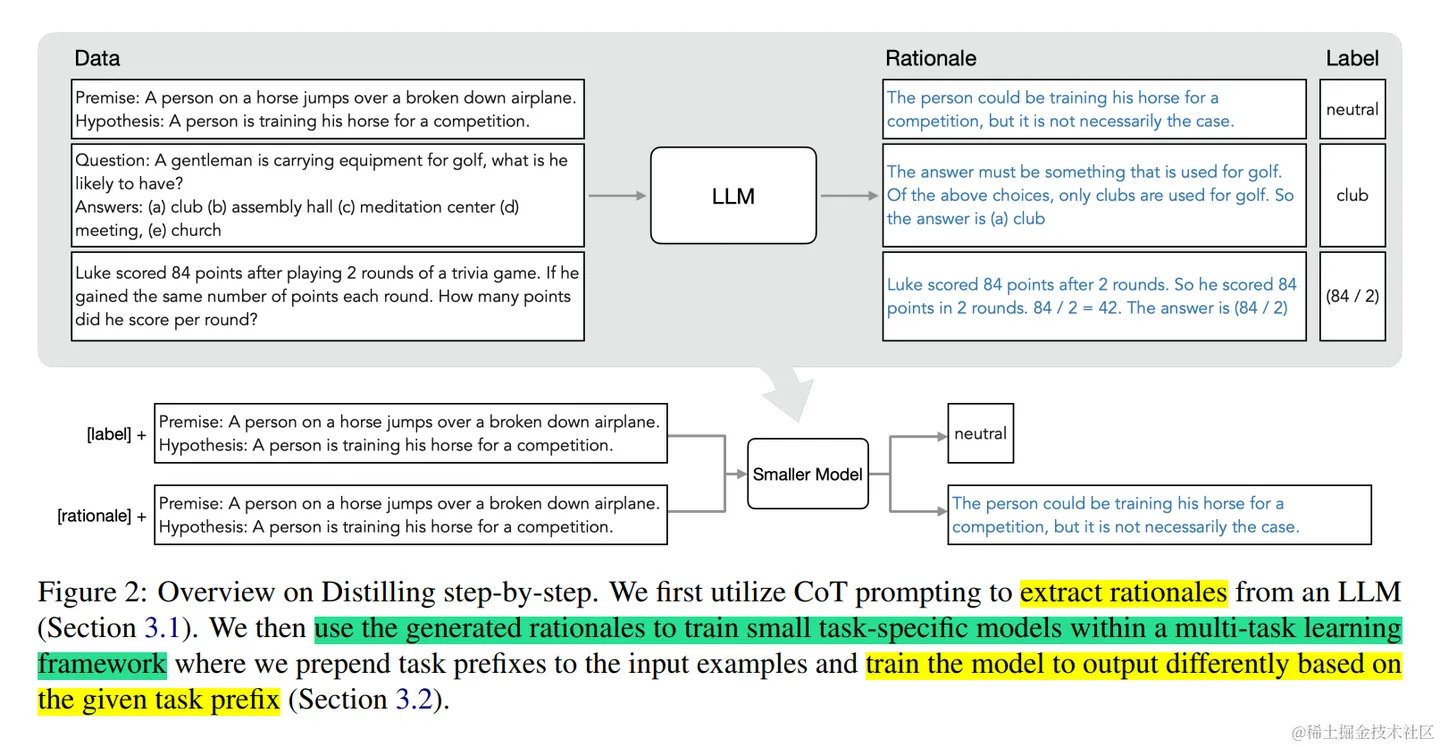 Data
Rationale
Label
Premise: A person on a horse jumps over a broken down airplane.
Hypothesis: A person is training his horse for a competition.
The person could be training his horse for a
competition, but it is not necessarily the case.
neutral
Question: A gentleman is carrying equipment for golf, what is he
likely to have?
Answers: (a) club (b) assembly hall (c) meditation center (d)
meeting, (e) church
LLM
The answer must be something that is used for golf.
Of the above choices, only clubs are used for golf. So
the answer is (a) club
club
Luke scored 84 points after playing 2 rounds of a trivia game. If he
gained the same number of points each round. How many points
did he score per round?
Luke scored 84 points after 2 rounds. So he scored 84
points in 2 rounds. 84 / 2 = 42. The answer is (84 / 2)
(84 / 2)
[label] +
Premise: A person on a horse jumps over a broken down airplane.
Hypothesis: A person is training his horse for a competition.
neutral
Smaller Model
[rationale] +
Premise: A person on a horse jumps over a broken down airplane.
Hypothesis: A person is training his horse for a competition.
The person could be training his horse for a
competition, but it is not necessarily the case.
Figure 2: Overview on Distilling step-by-step. We first utilize CoT prompting to extract rationales from an LLM
(Section 3.1). We then use the generated rationales to train small task-specific models within a multi-task learning
framework where we prepend task prefixes to the input examples and train the model to output differently based on
the given task prefix (Section 3.2).
@稀土掘金技术社区